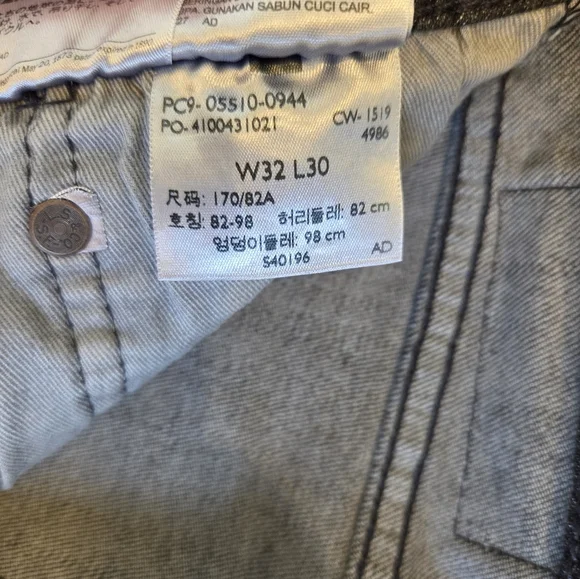 PA. GUNAKAN SABUN CUCI CAIR.
27 AD
PC9-05510-0944
PO-4100431021
CW-1519
4986
W32 L30
尺码: 170/82A
호칭: 82-98 허리둘레: 82 cm
엉덩이둘레: 98 cm
S40196
AD